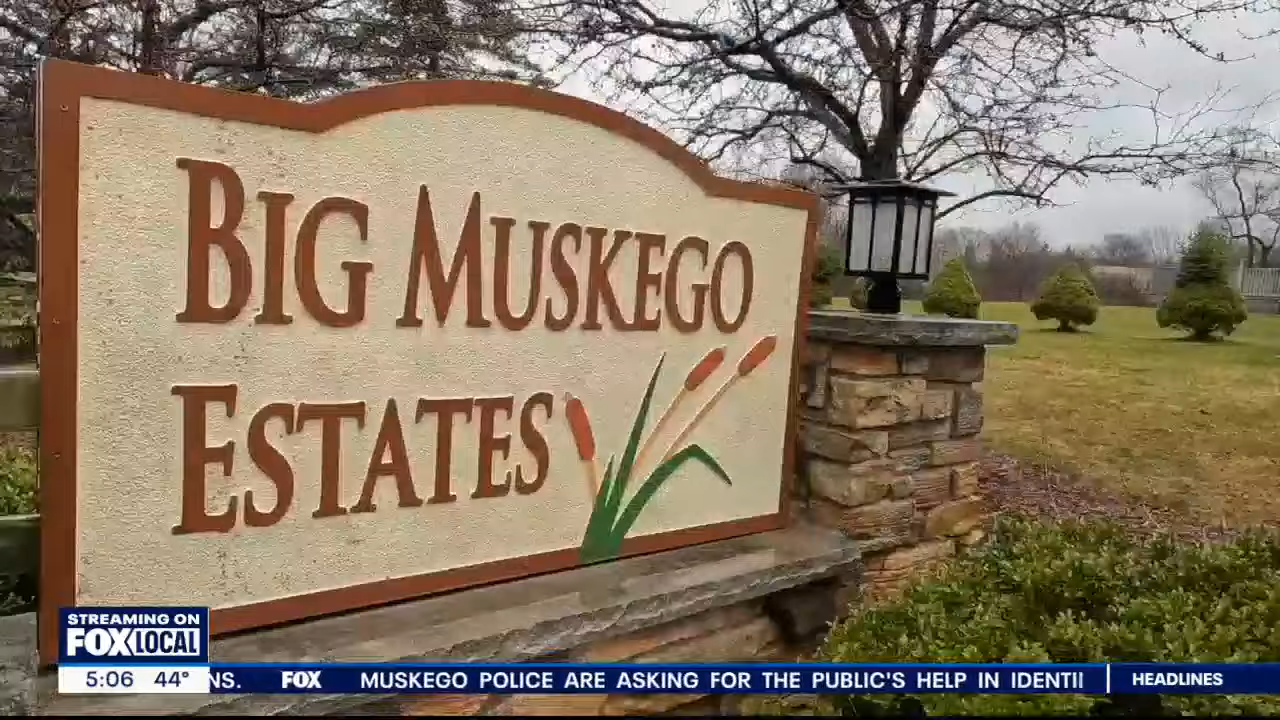 BIG MUSKEGO
ESTATES
STREAMING ON
FOX LOCAL
5:06 44° NS. FOX MUSKEGO POLICE ARE ASKING FOR THE PUBLIC'S HELP IN HEADLINES